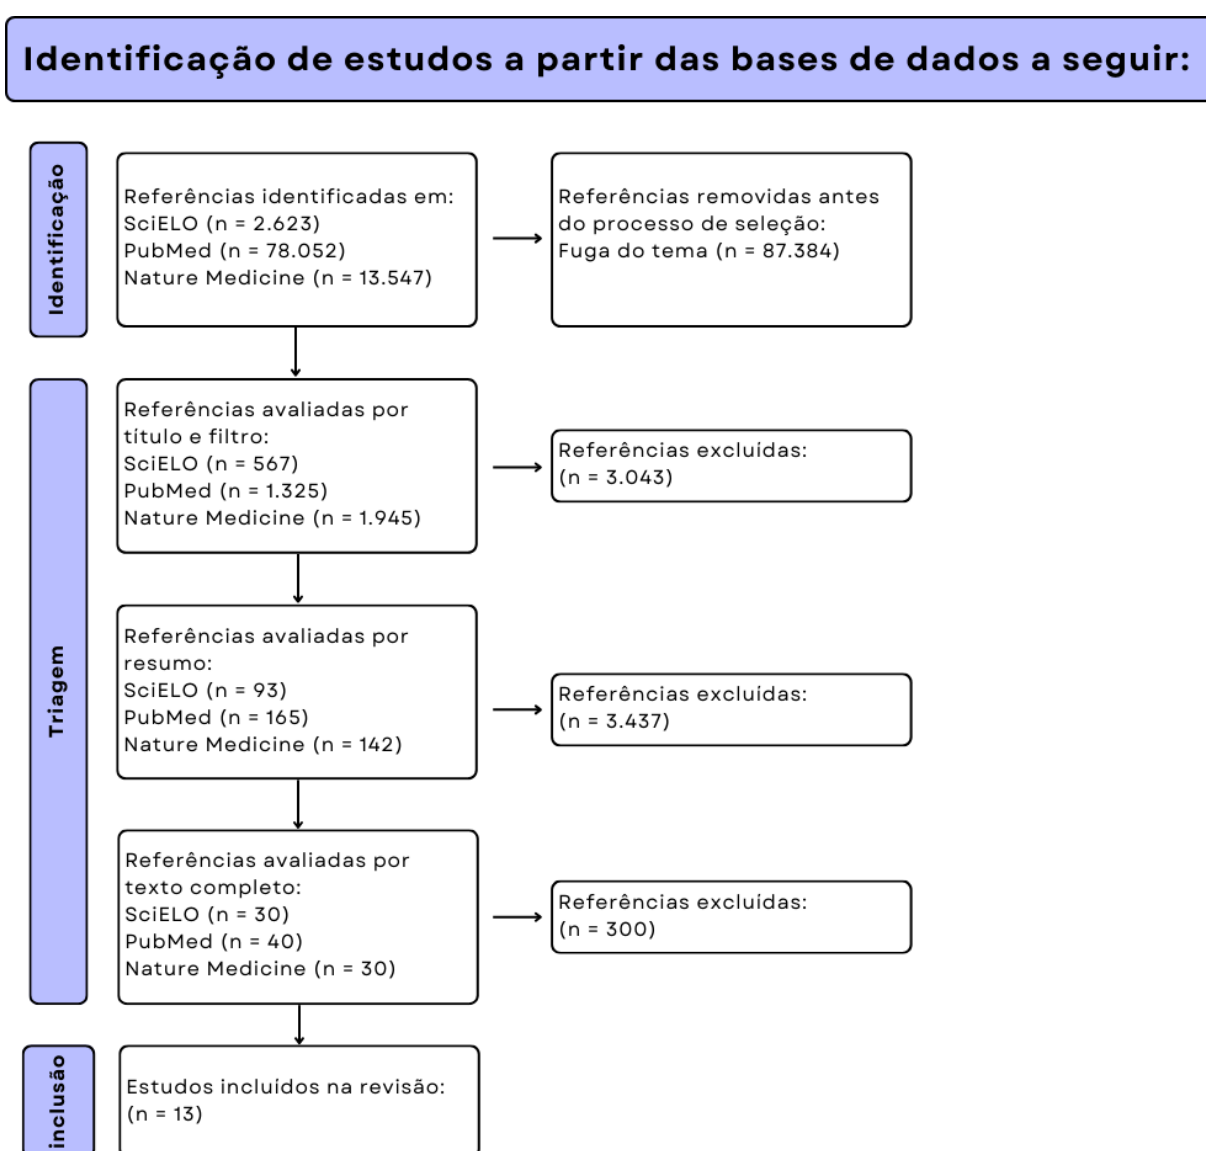 Identificação de estudos a partir das bases de dados a seguir:
Identificação
Referências identificadas em:
SciELO (n = 2.623)
PubMed (n = 78.052)
Nature Medicine (n = 13.547)
Referências removidas antes
do processo de seleção:
Fuga do tema (n = 87.384)
Triagem
Referências avaliadas por
título e filtro:
SciELO (n = 567)
PubMed (n = 1.325)
Nature Medicine (n = 1.945)
Referências excluídas:
(n = 3.043)
Referências avaliadas por
resumo:
SciELO (n = 93)
PubMed (n = 165)
Nature Medicine (n = 142)
Referências excluídas:
(n = 3.437)
Referências avaliadas por
texto completo:
SciELO (n = 30)
PubMed (n = 40)
Nature Medicine (n = 30)
Referências excluídas:
(n = 300)
inclusão
Estudos incluídos na revisão:
(n = 13)